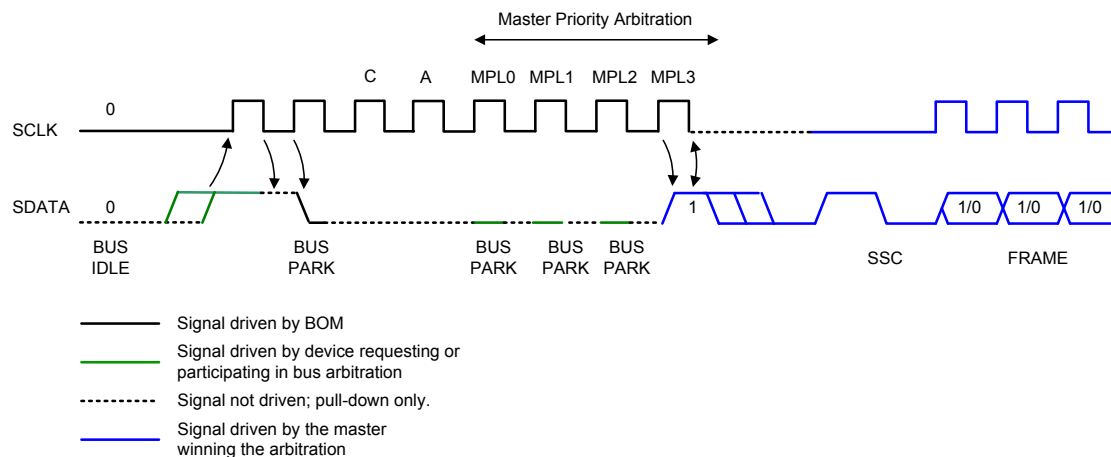 Master Priority Arbitration
C A MPL0 MPL1 MPL2 MPL3
0
SCLK
SDATA
0 1 1/0 1/0 1/0
BUS IDLE
BUS PARK
BUS PARK
BUS PARK
BUS PARK
SSC
FRAME
Signal driven by BOM
Signal driven by device requesting or
participating in bus arbitration
Signal not driven; pull-down only.
Signal driven by the master
winning the arbitration